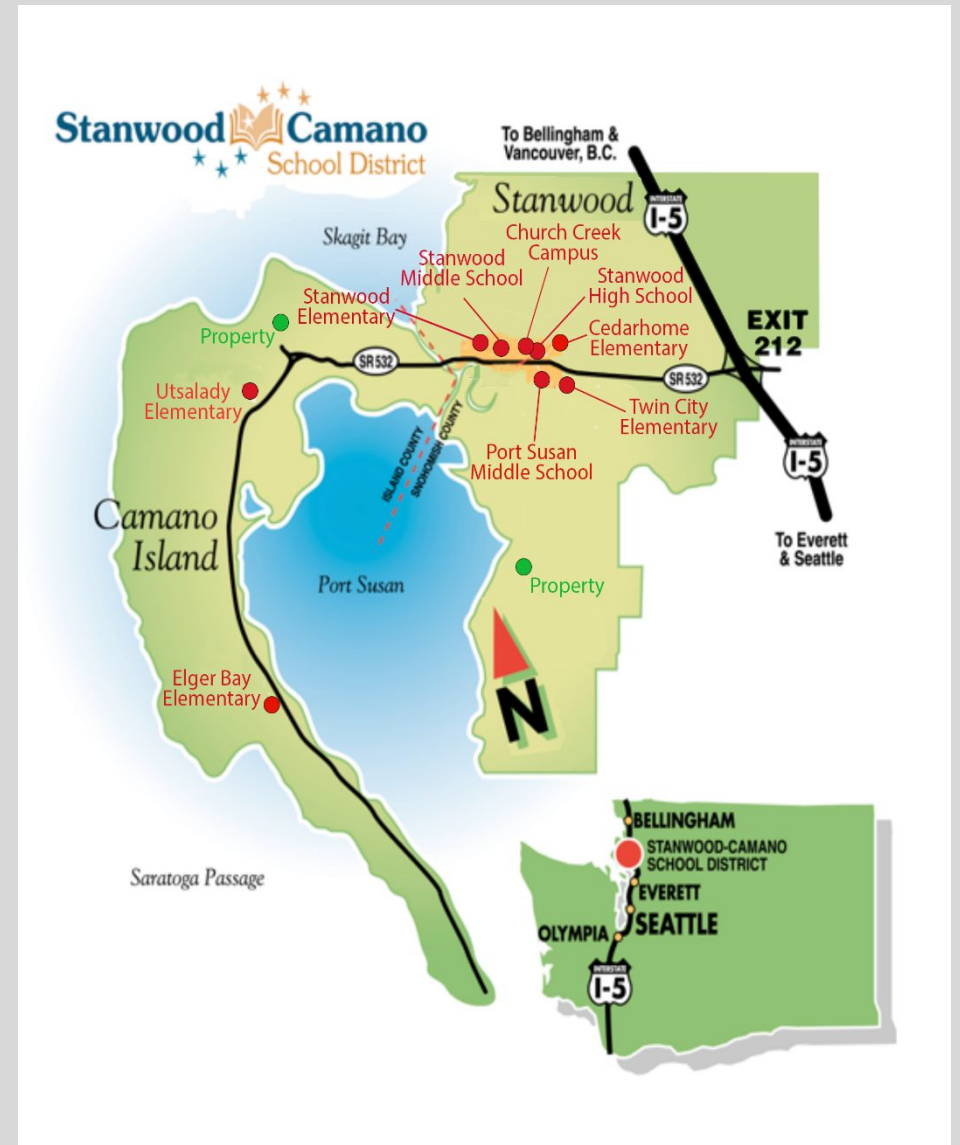 Stanwood Camano
School District
To Bellingham &
Vancouver, B.C.
Stanwood
INTERSTATE
I-5
Skagit Bay
Church Creek
Campus
Stanwood
Middle School
Stanwood
High School
Stanwood
Elementary
Cedarhome
Elementary
EXIT
212
Property
SR 532
SR 532
Utsalady
Elementary
Twin City
Elementary
ISLAND COUNTY
SNOHOMISH COUNTY
Port Susan
Middle School
INTERSTATE
I-5
Camano
Island
To Everett
& Seattle
Port Susan
Property
N
Elger Bay
Elementary
Saratoga Passage
BELLINGHAM
STANWOOD-CAMANO
SCHOOL DISTRICT
EVERETT
SEATTLE
OLYMPIA
INTERSTATE
I-5